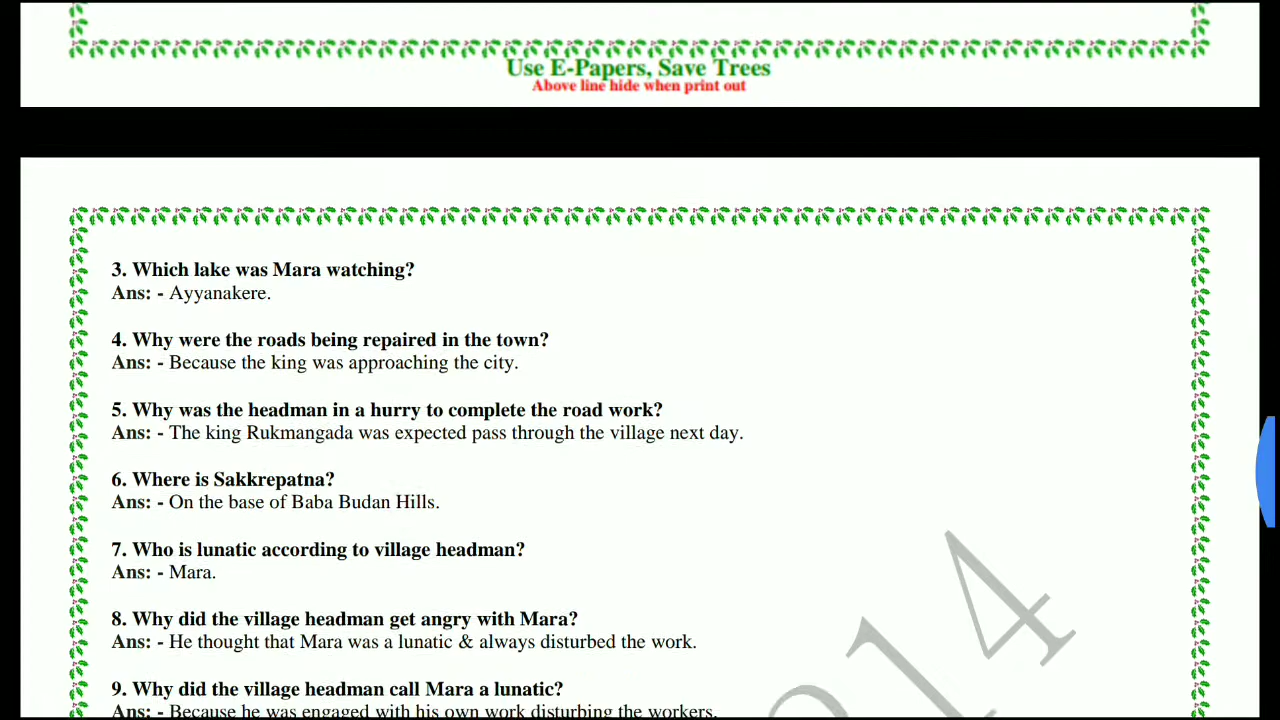 Use E-Papers, Save Trees
Above line hide when print out
3. Which lake was Mara watching?
Ans: - Ayyanakere.
4. Why were the roads being repaired in the town?
Ans: - Because the king was approaching the city.
5. Why was the headman in a hurry to complete the road work?
Ans: - The king Rukmangada was expected pass through the village next day.
6. Where is Sakkrepatna?
Ans: - On the base of Baba Budan Hills.
7. Who is lunatic according to village headman?
Ans: - Mara.
8. Why did the village headman get angry with Mara?
Ans: - He thought that Mara was a lunatic & always disturbed the work.
9. Why did the village headman call Mara a lunatic?
Ans: - Because he was engaged with his own work disturbing the workers.
214